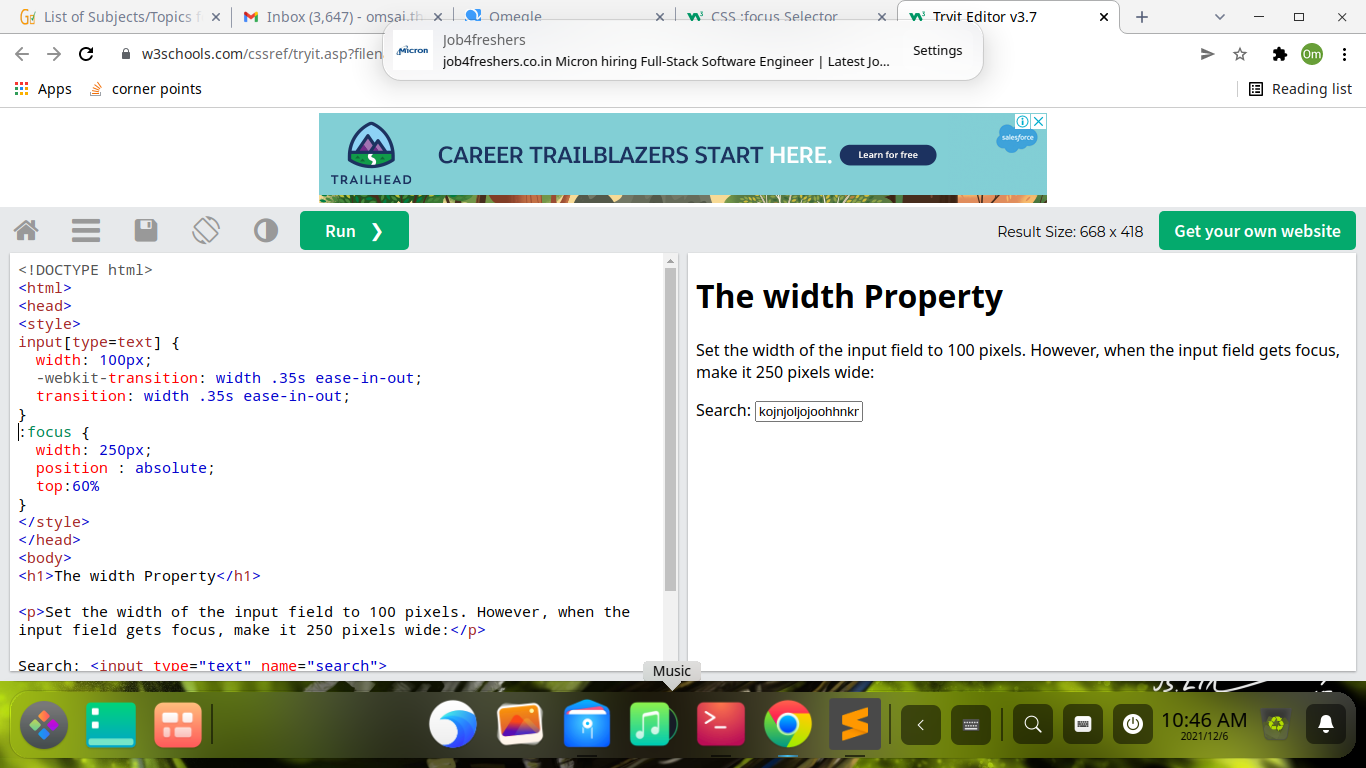 List of Subjects/Topics f
Inbox (3,647) - omsai.th
Omegle
CSS :focus Selector
Tryit Editor v3.7
w3schools.com/cssref/tryit.asp?filen
Micron
Job4freshers
job4freshers.co.in Micron hiring Full-Stack Software Engineer | Latest Jo...
Settings
Om
Apps
corner points
Reading list
TRAILHEAD
CAREER TRAILBLAZERS START HERE.
Learn for free
salesforce
Run ❯
Result Size: 668 x 418
Get your own website
<!DOCTYPE html>
<html>
<head>
<style>
input[type=text] {
  width: 100px;
  -webkit-transition: width .35s ease-in-out;
  transition: width .35s ease-in-out;
}
:focus {
  width: 250px;
  position : absolute;
  top:60%
}
</style>
</head>
<body>
<h1>The width Property</h1>
<p>Set the width of the input field to 100 pixels. However, when the
input field gets focus, make it 250 pixels wide:</p>
Search: <input type="text" name="search">
The width Property
Set the width of the input field to 100 pixels. However, when the input field gets focus,
make it 250 pixels wide:
Search: kojnjoljojoohhnkr
Music
10:46 AM
2021/12/6